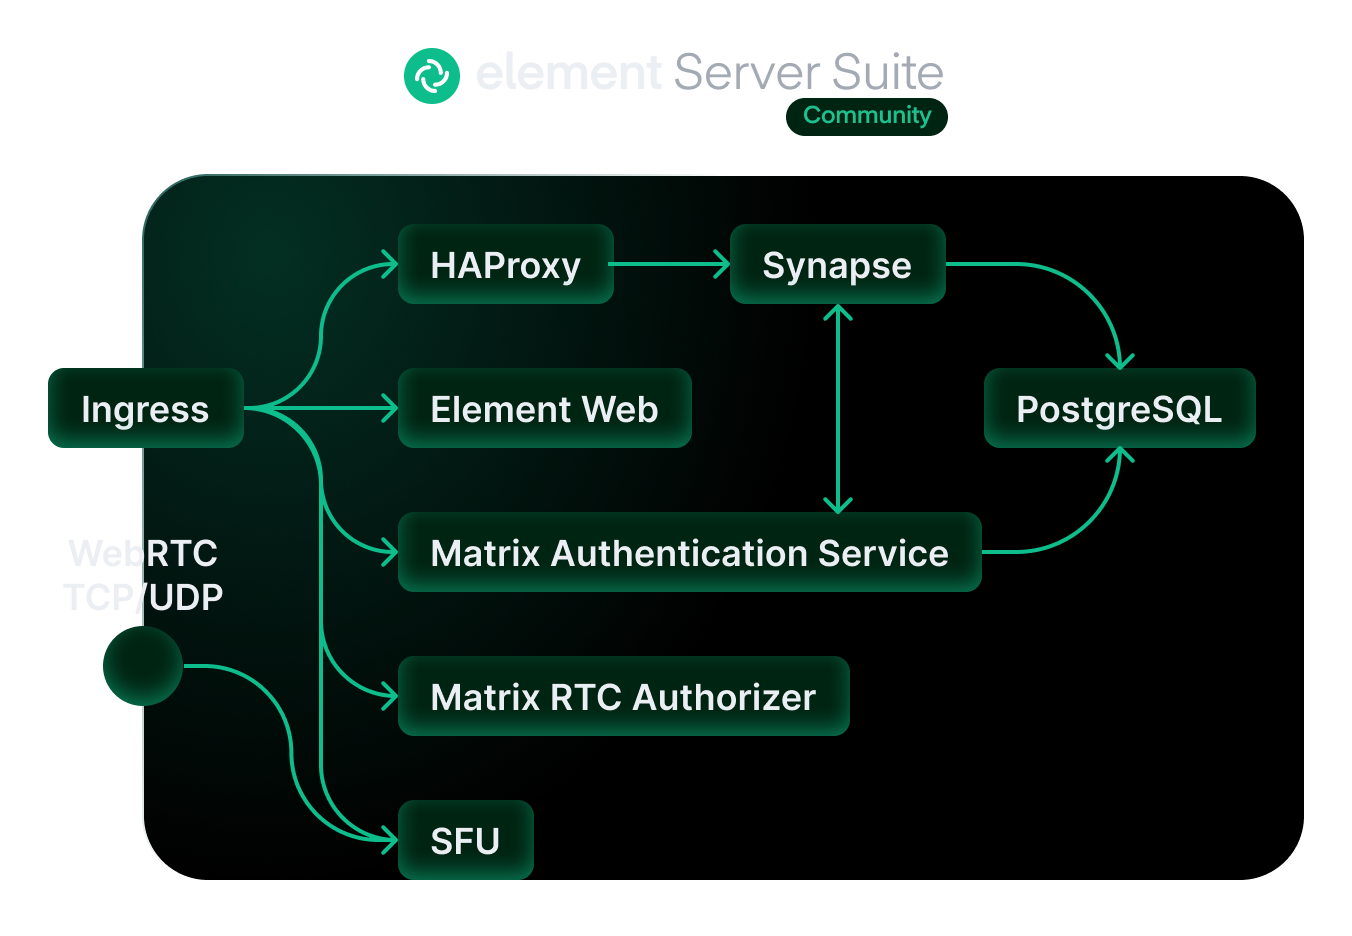 element Server Suite
Community
HAProxy
Synapse
Ingress
Element Web
PostgreSQL
WebRTC
TCP/UDP
Matrix Authentication Service
Matrix RTC Authorizer
SFU